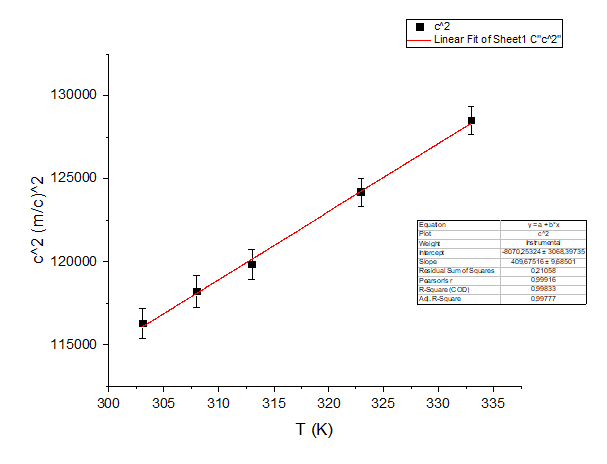 c^2
Linear Fit of Sheet1 C"c^2"
130000
125000
120000
115000
c^2 (m/c)^2
300 305 310 315 320 325 330 335
T (K)
Equation y = a + b*x
Plot c^2
Weight Instrumental
Intercept -8070,25324 ± 3068,39735
Slope 409,67516 ± 9,68501
Residual Sum of Squares 0,21058
Pearson's r 0,99916
R-Square (COD) 0,99833
Adj. R-Square 0,99777